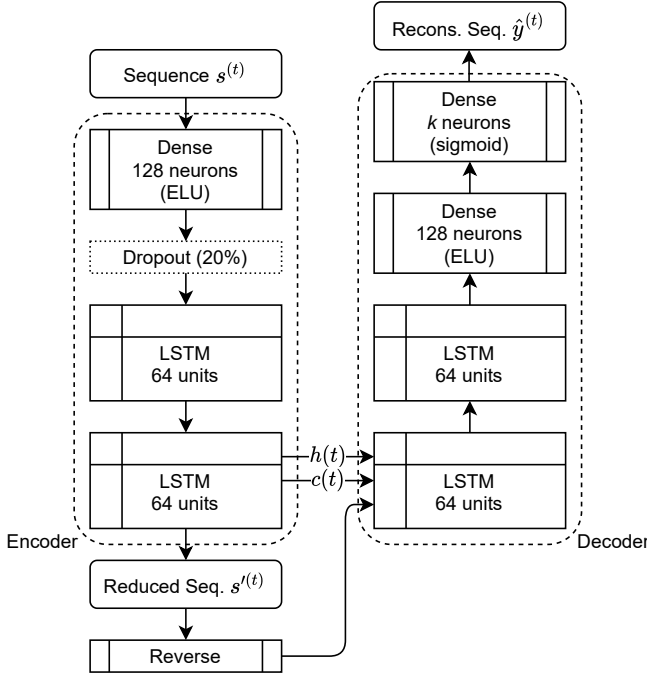 Sequence s^(t)
Dense
128 neurons
(ELU)
Dropout (20%)
LSTM
64 units
LSTM
64 units
Encoder
Reduced Seq. s′^(t)
Reverse
h(t)
c(t)
Recons. Seq. ŷ^(t)
Dense
k neurons
(sigmoid)
Dense
128 neurons
(ELU)
LSTM
64 units
LSTM
64 units
Decoder